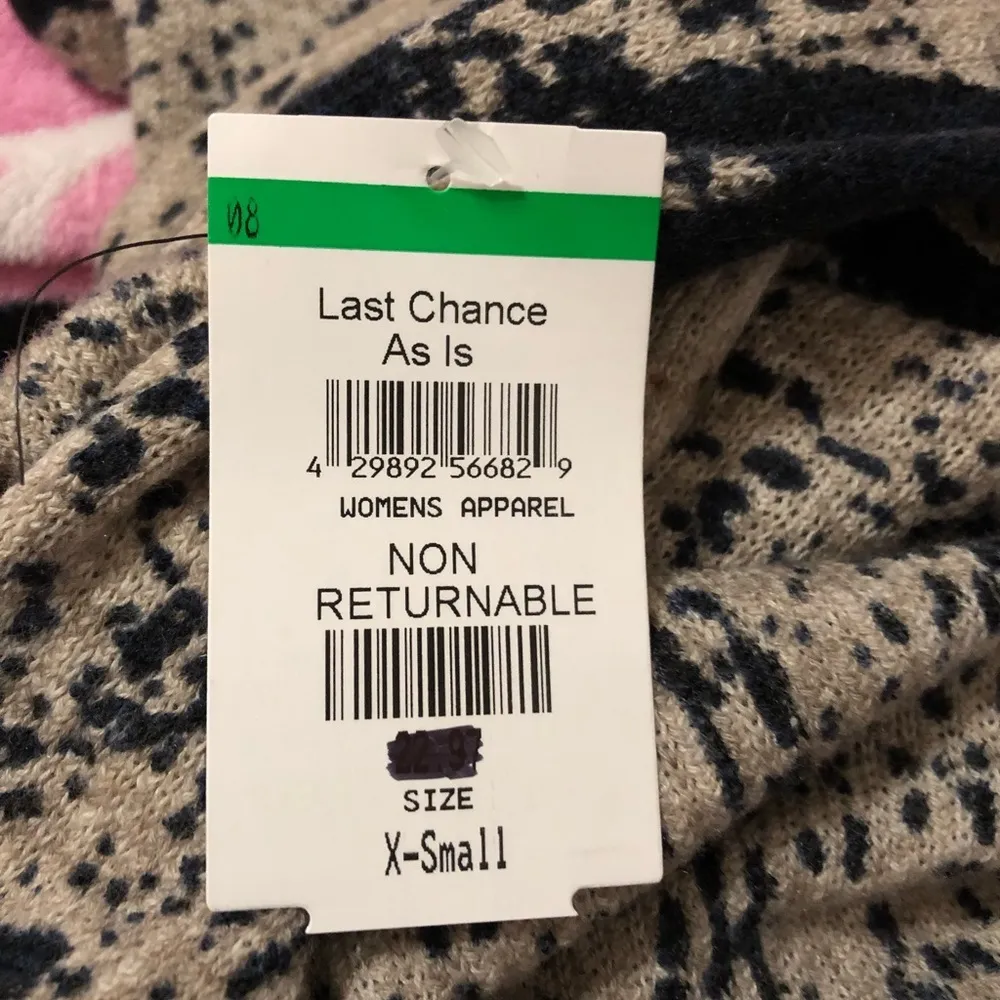 Last Chance
As Is
4 29892 56682 9
WOMENS APPAREL
NON
RETURNABLE
SIZE
X-Small